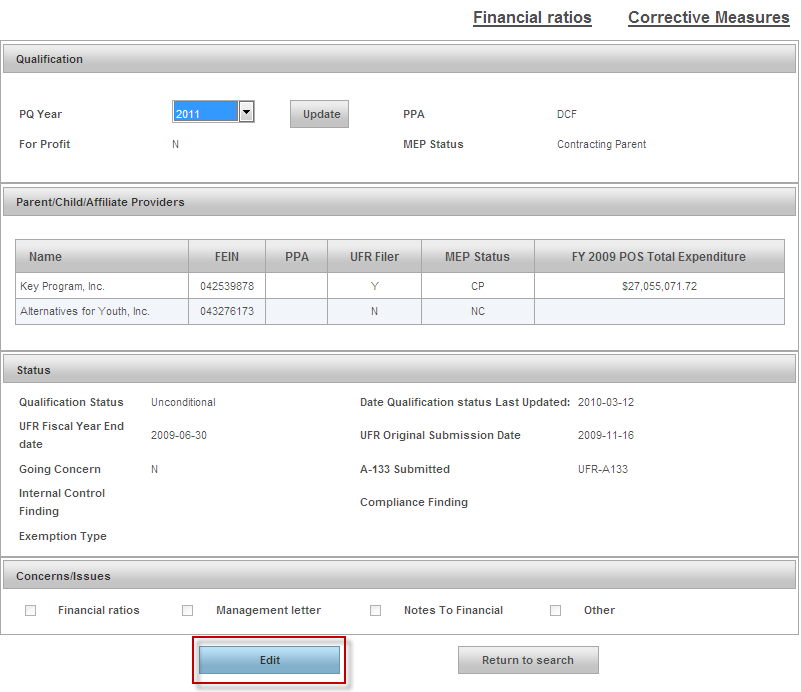 Financial ratios Corrective Measures
Qualification
PQ Year 2011 Update PPA DCF
For Profit N MEP Status Contracting Parent
Parent/Child/Affiliate Providers
Name FEIN PPA UFR Filer MEP Status FY 2009 POS Total Expenditure
Key Program, Inc. 042539878 Y CP $27,055,071.72
Alternatives for Youth, Inc. 043276173 N NC
Status
Qualification Status Unconditional Date Qualification status Last Updated: 2010-03-12
UFR Fiscal Year End
date 2009-06-30 UFR Original Submission Date 2009-11-16
Going Concern N A-133 Submitted UFR-A133
Internal Control
Finding Compliance Finding
Exemption Type
Concerns/Issues
Financial ratios Management letter Notes To Financial Other
Edit Return to search